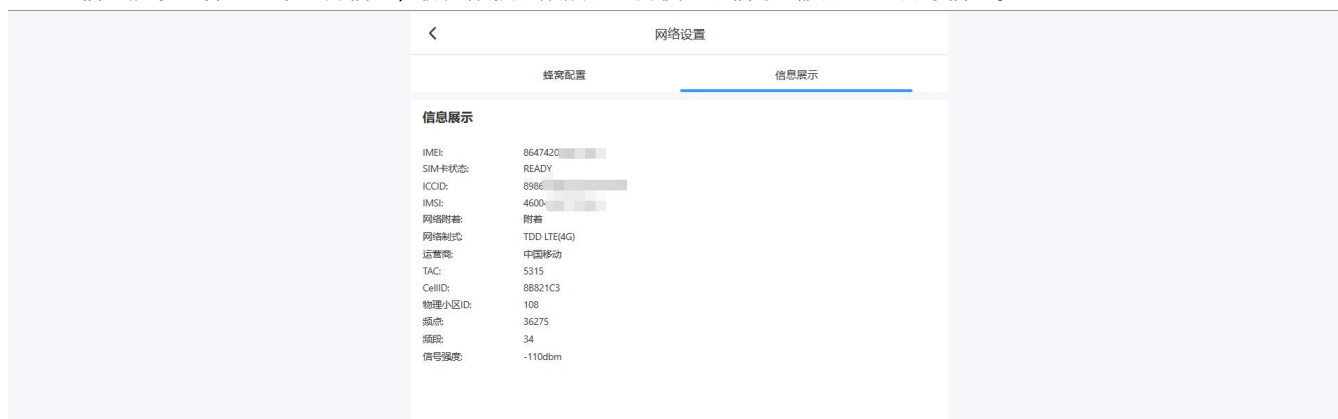 网络设置
蜂窝配置 信息展示
信息展示
IMEI: 8647420
SIM卡状态: READY
ICCID: 8986
IMSI: 4600
网络附着: 附着
网络制式: TDD LTE(4G)
运营商: 中国移动
TAC: 5315
CellID: 8B821C3
物理小区ID: 108
频点: 36275
频段: 34
信号强度: -110dbm